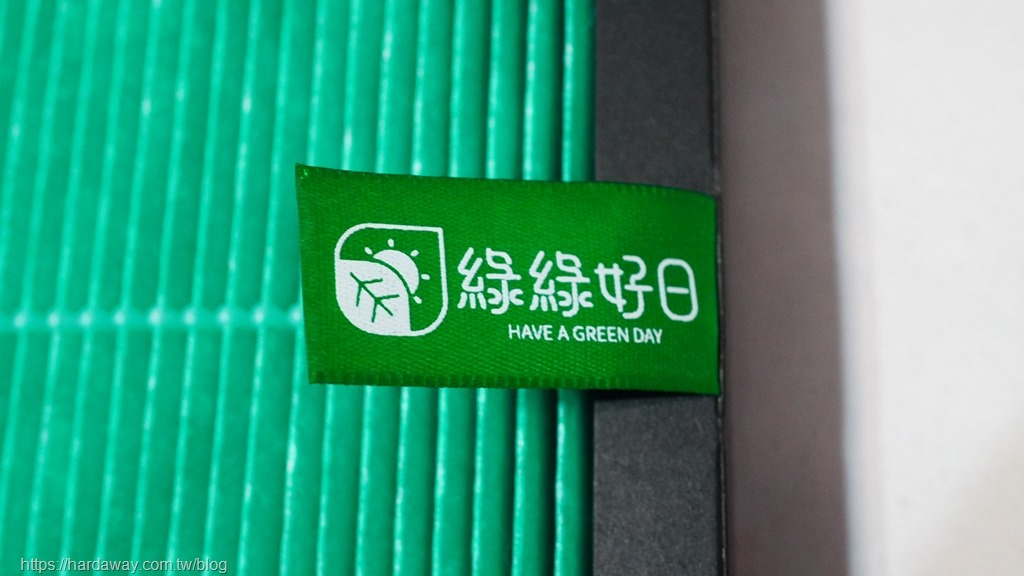 綠綠好日
HAVE A GREEN DAY
https://hardaway.com.tw/blog